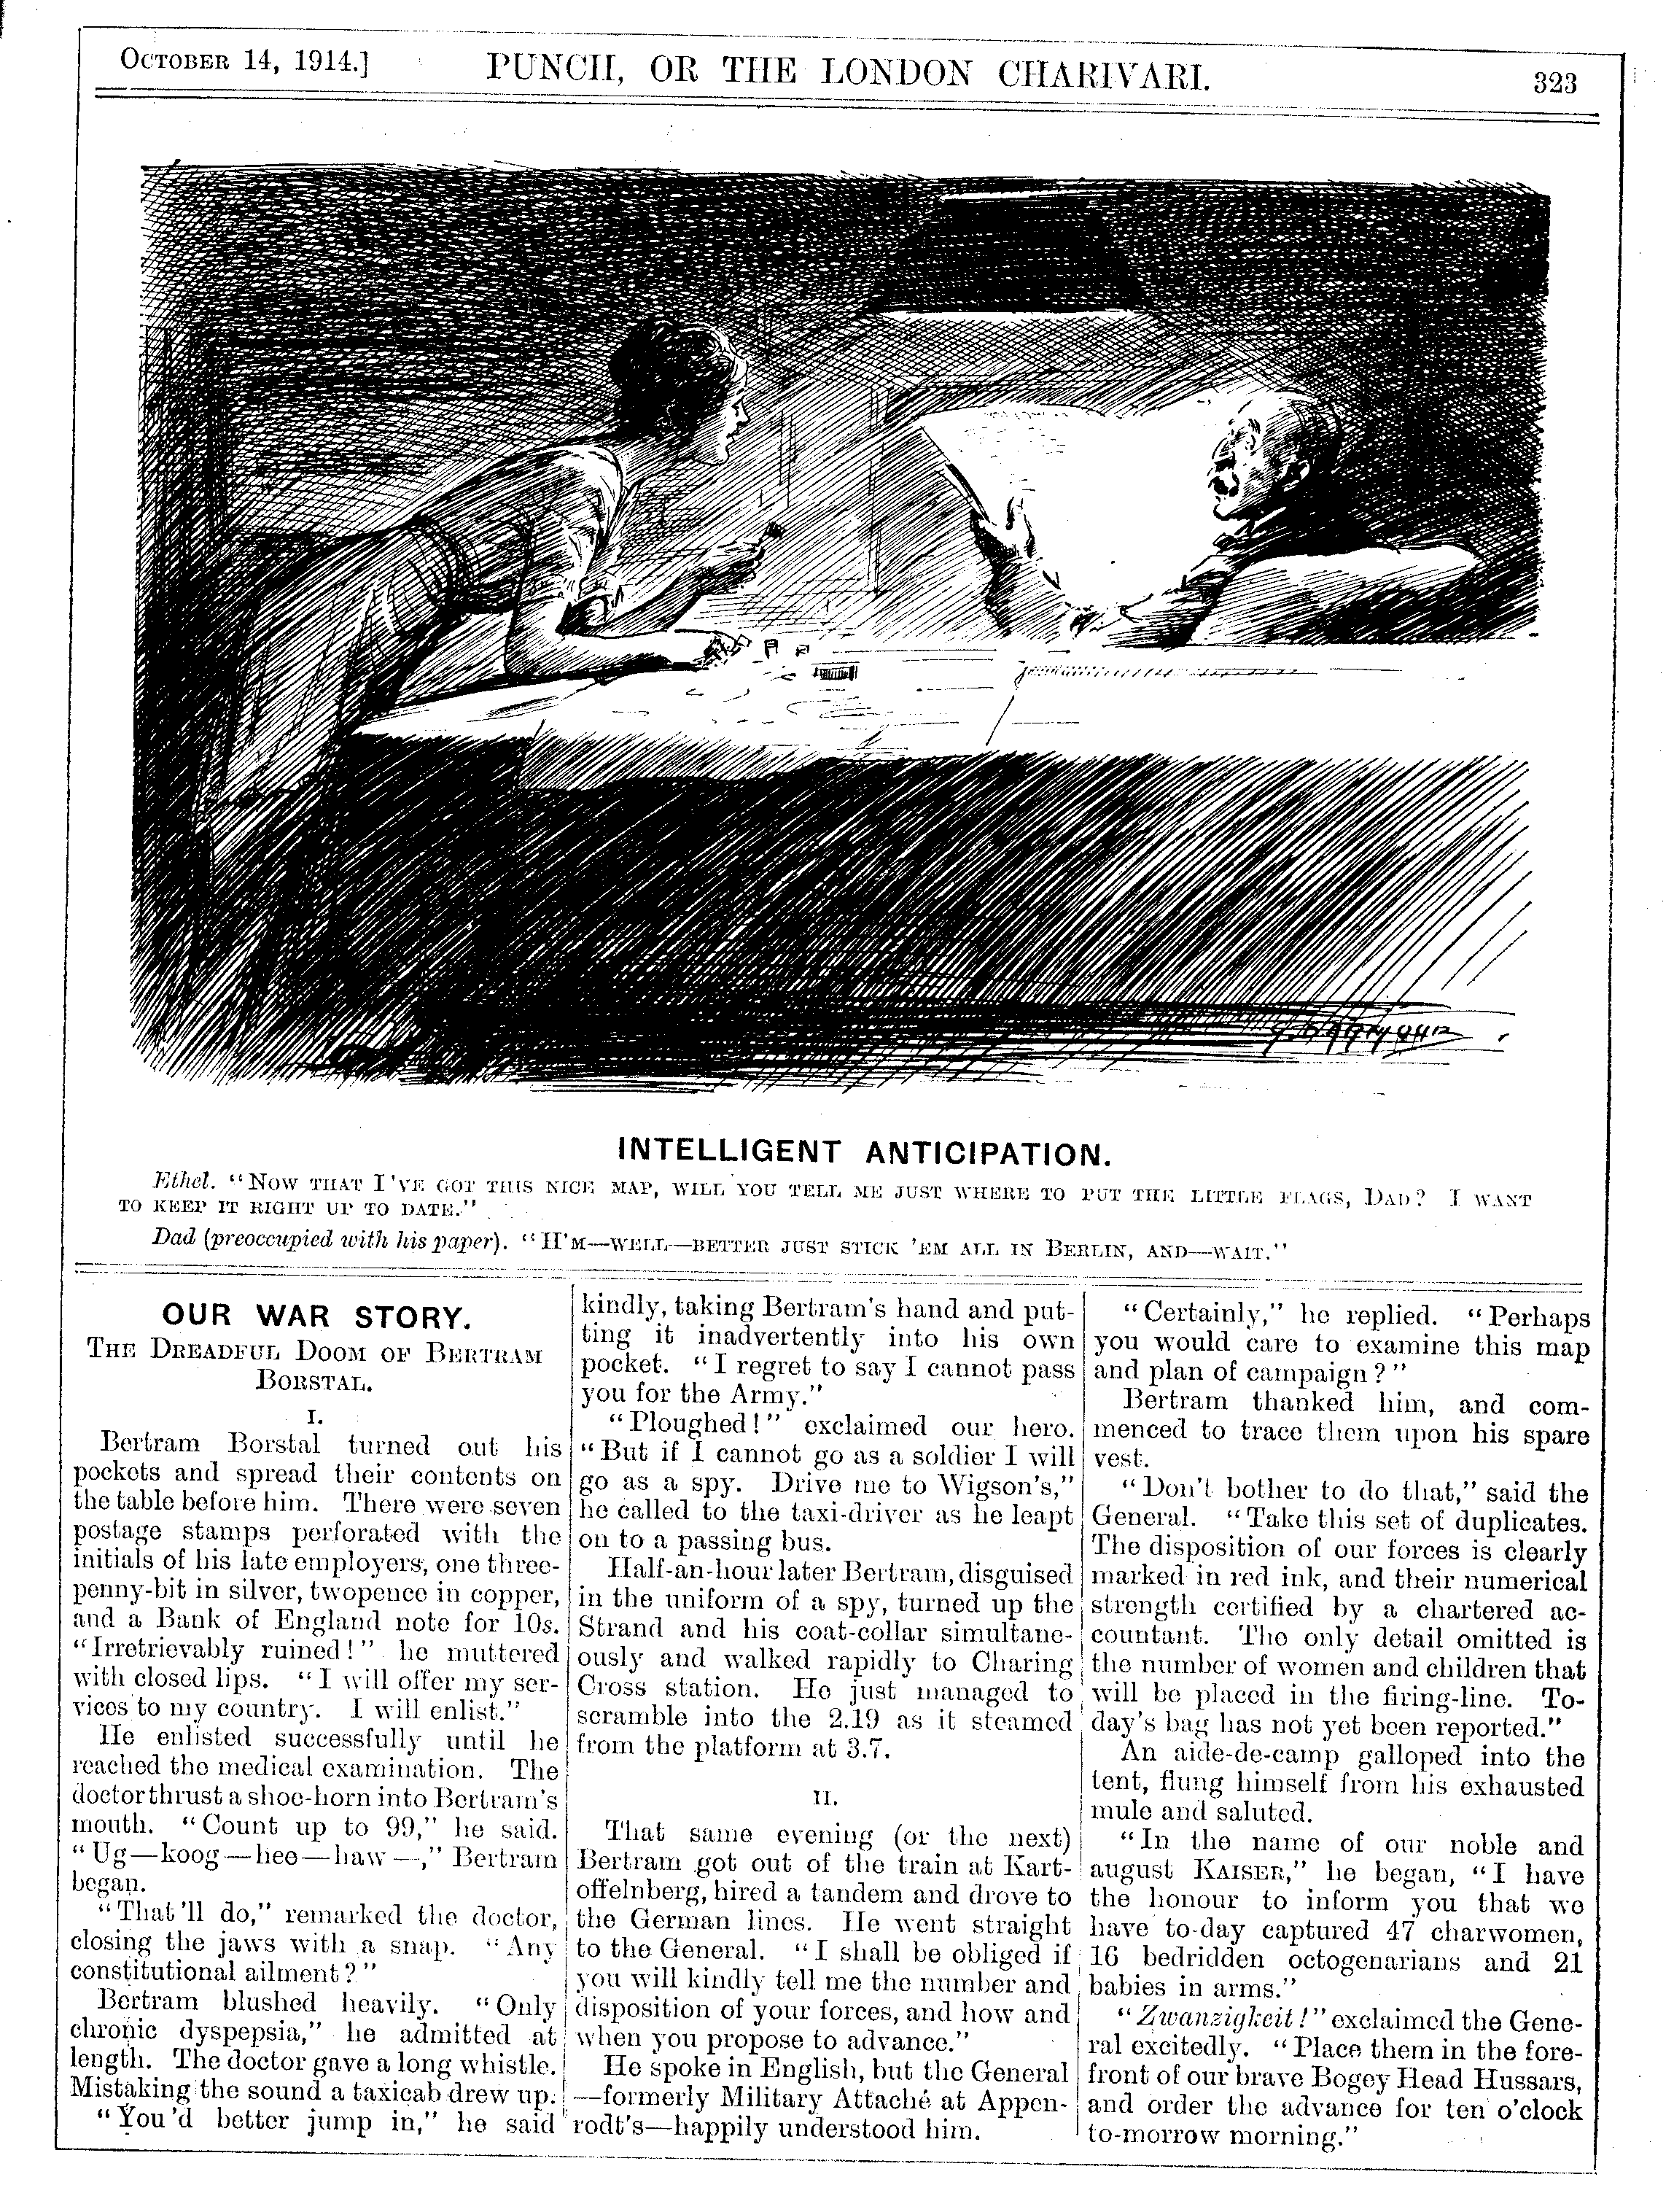 OCTOBER 14, 1914.]
PUNCH, OR THE LONDON CHARIVARI.
323
G D ARMOUR
INTELLIGENT ANTICIPATION.
Ethel. "NOW THAT I'VE GOT THIS NICE MAP, WILL YOU TELL ME JUST WHERE TO PUT THE LITTLE FLAGS, DAD? I WANT
TO KEEP IT RIGHT UP TO DATE."
Dad (preoccupied with his paper). "H'M—WELL—BETTER JUST STICK 'EM ALL IN BERLIN, AND—WAIT."
OUR WAR STORY.
THE DREADFUL DOOM OF BERTRAM
BORSTAL.
I.
Bertram Borstal turned out his
pockets and spread their contents on
the table before him. There were seven
postage stamps perforated with the
initials of his late employers, one three-
penny-bit in silver, twopence in copper,
and a Bank of England note for 10s.
"Irretrievably ruined!" he muttered
with closed lips. "I will offer my ser-
vices to my country. I will enlist."
He enlisted successfully until he
reached the medical examination. The
doctor thrust a shoe-horn into Bertram's
mouth. "Count up to 99," he said.
"Ug—koog—hee—haw—," Bertram
began.
"That'll do," remarked the doctor,
closing the jaws with a snap. "Any
constitutional ailment?"
Bertram blushed heavily. "Only
chronic dyspepsia," he admitted at
length. The doctor gave a long whistle.
Mistaking the sound a taxicab drew up.
"You'd better jump in," he said
kindly, taking Bertram's hand and put-
ting it inadvertently into his own
pocket. "I regret to say I cannot pass
you for the Army."
"Ploughed!" exclaimed our hero.
"But if I cannot go as a soldier I will
go as a spy. Drive me to Wigson's,"
he called to the taxi-driver as he leapt
on to a passing bus.
Half-an-hour later Bertram, disguised
in the uniform of a spy, turned up the
Strand and his coat-collar simultane-
ously and walked rapidly to Charing
Cross station. He just managed to
scramble into the 2.19 as it steamed
from the platform at 3.7.
II.
That same evening (or the next)
Bertram got out of the train at Kart-
offelnberg, hired a tandem and drove to
the German lines. He went straight
to the General. "I shall be obliged if
you will kindly tell me the number and
disposition of your forces, and how and
when you propose to advance."
He spoke in English, but the General
—formerly Military Attaché at Appen-
rodt's—happily understood him.
"Certainly," he replied. "Perhaps
you would care to examine this map
and plan of campaign?"
Bertram thanked him, and com-
menced to trace them upon his spare
vest.
"Don't bother to do that," said the
General. "Take this set of duplicates.
The disposition of our forces is clearly
marked in red ink, and their numerical
strength certified by a chartered ac-
countant. The only detail omitted is
the number of women and children that
will be placed in the firing-line. To-
day's bag has not yet been reported."
An aide-de-camp galloped into the
tent, flung himself from his exhausted
mule and saluted.
"In the name of our noble and
august KAISER," he began, "I have
the honour to inform you that we
have to-day captured 47 charwomen,
16 bedridden octogenarians and 21
babies in arms."
"Zwanzigkeit!" exclaimed the Gene-
ral excitedly. "Place them in the fore-
front of our brave Bogey Head Hussars,
and order the advance for ten o'clock
to-morrow morning."